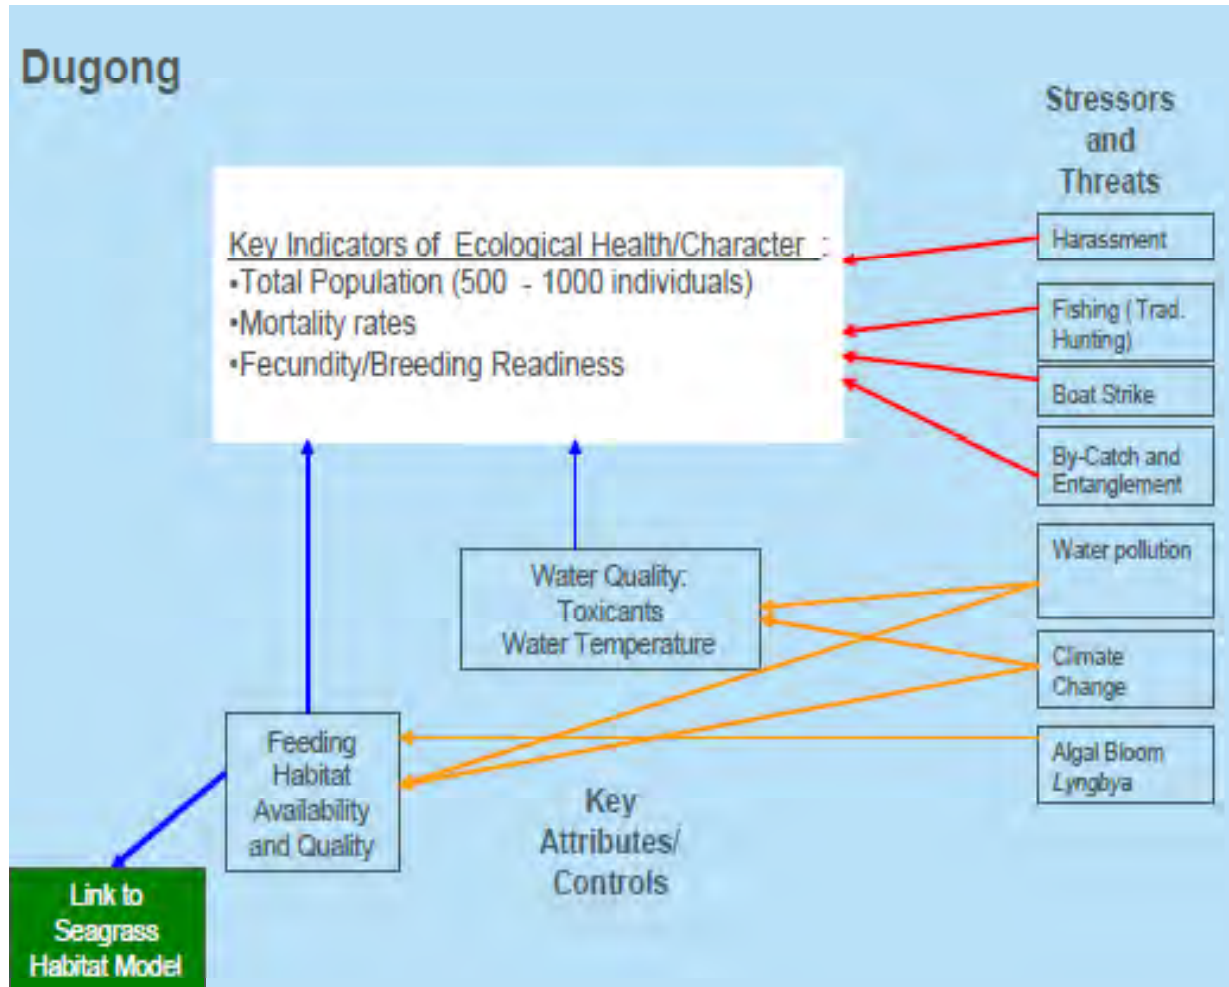 Dugong
Stressors
and
Threats
Key Indicators of Ecological Health/Character :
•Total Population (500 - 1000 individuals)
•Mortality rates
•Fecundity/Breeding Readiness
Harassment
Fishing ( Trad.
Hunting)
Boat Strike
By-Catch and
Entanglement
Water pollution
Climate
Change
Algal Bloom
Lyngbya
Water Quality:
Toxicants
Water Temperature
Feeding
Habitat
Availability
and Quality
Key
Attributes/
Controls
Link to
Seagrass
Habitat Model